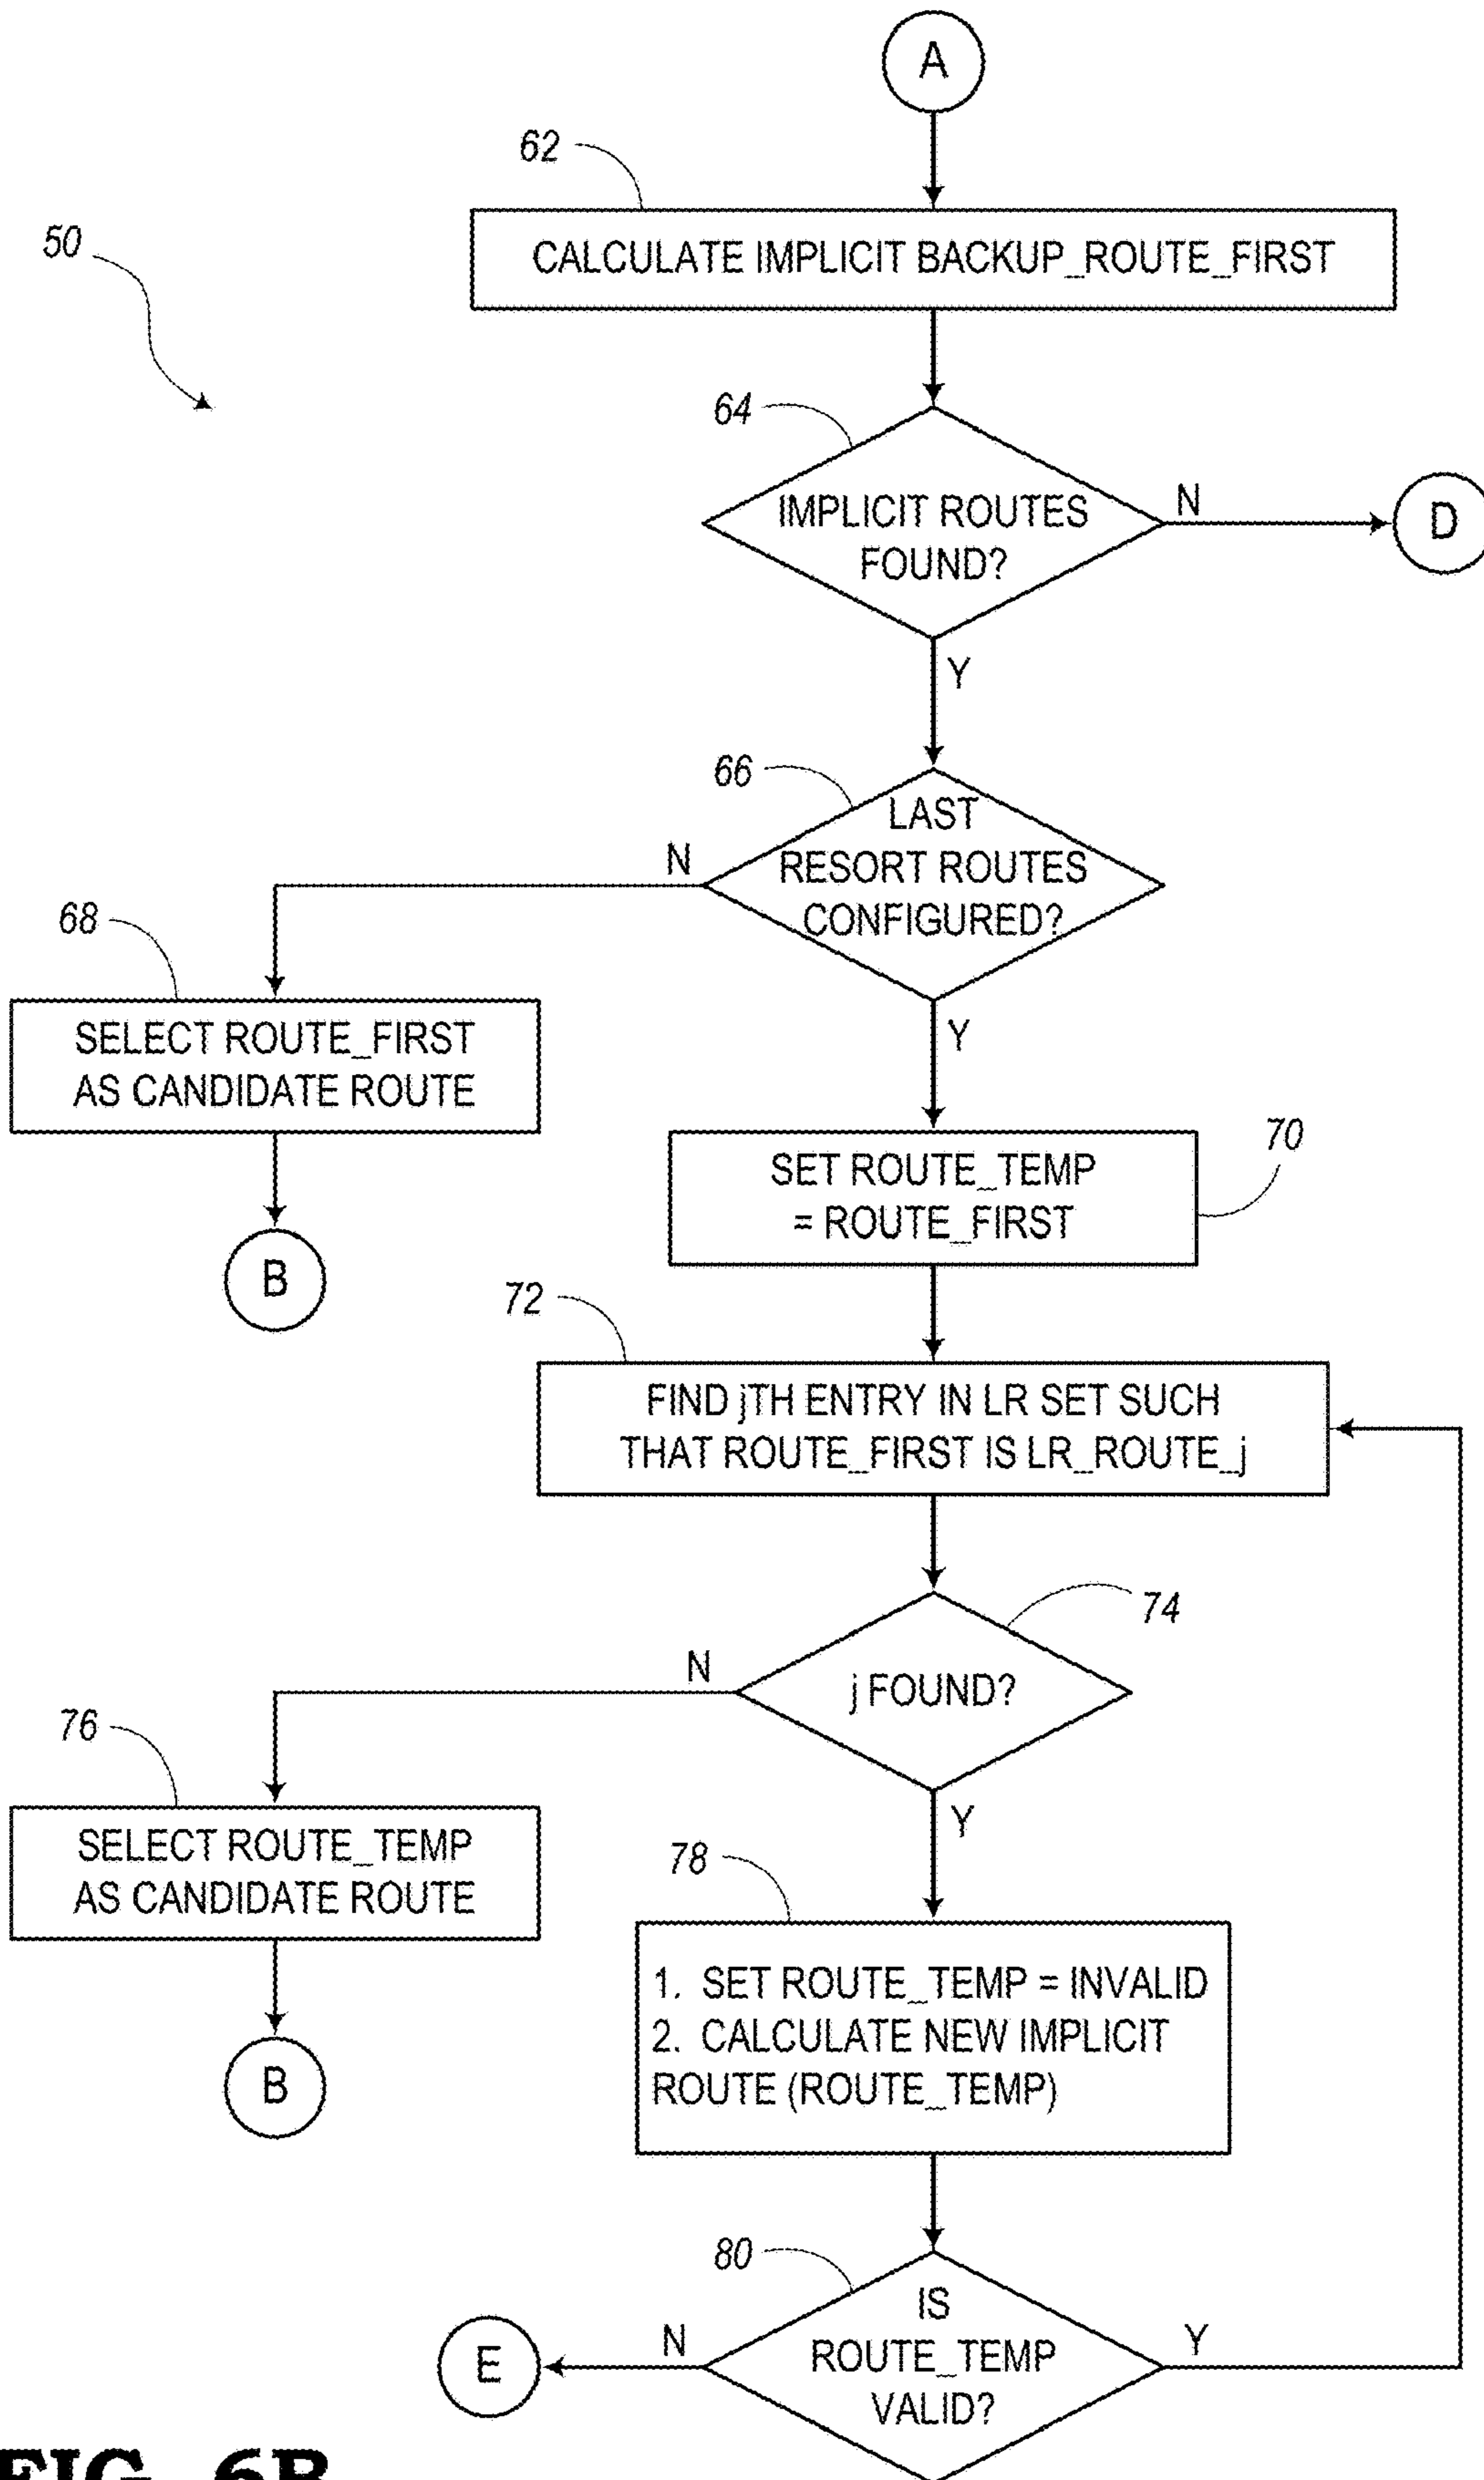 A
62
CALCULATE IMPLICIT BACKUP_ROUTE_FIRST
50
64
IMPLICIT ROUTES
FOUND?
N
D
Y
66
LAST
RESORT ROUTES
CONFIGURED?
N
68
SELECT ROUTE_FIRST
AS CANDIDATE ROUTE
Y
B
SET ROUTE_TEMP
= ROUTE_FIRST
70
72
FIND jTH ENTRY IN LR SET SUCH
THAT ROUTE_FIRST IS LR_ROUTE_j
74
j FOUND?
N
76
SELECT ROUTE_TEMP
AS CANDIDATE ROUTE
Y
B
78
1. SET ROUTE_TEMP = INVALID
2. CALCULATE NEW IMPLICIT
ROUTE (ROUTE_TEMP)
80
IS
ROUTE_TEMP
VALID?
N
E
Y
FIG. 6B